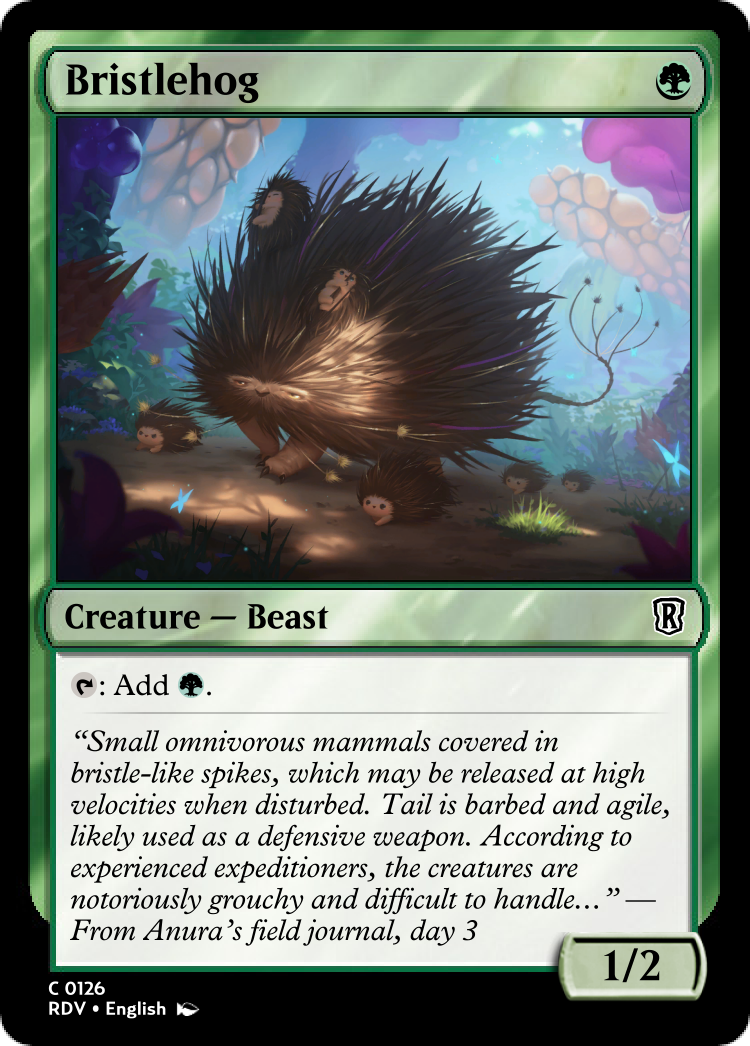 Bristlehog
Creature — Beast
R
: Add .
“Small omnivorous mammals covered in
bristle-like spikes, which may be released at high
velocities when disturbed. Tail is barbed and agile,
likely used as a defensive weapon. According to
experienced expeditioners, the creatures are
notoriously grouchy and difficult to handle…” —
From Anura’s field journal, day 3
1/2
C 0126
RDV • English